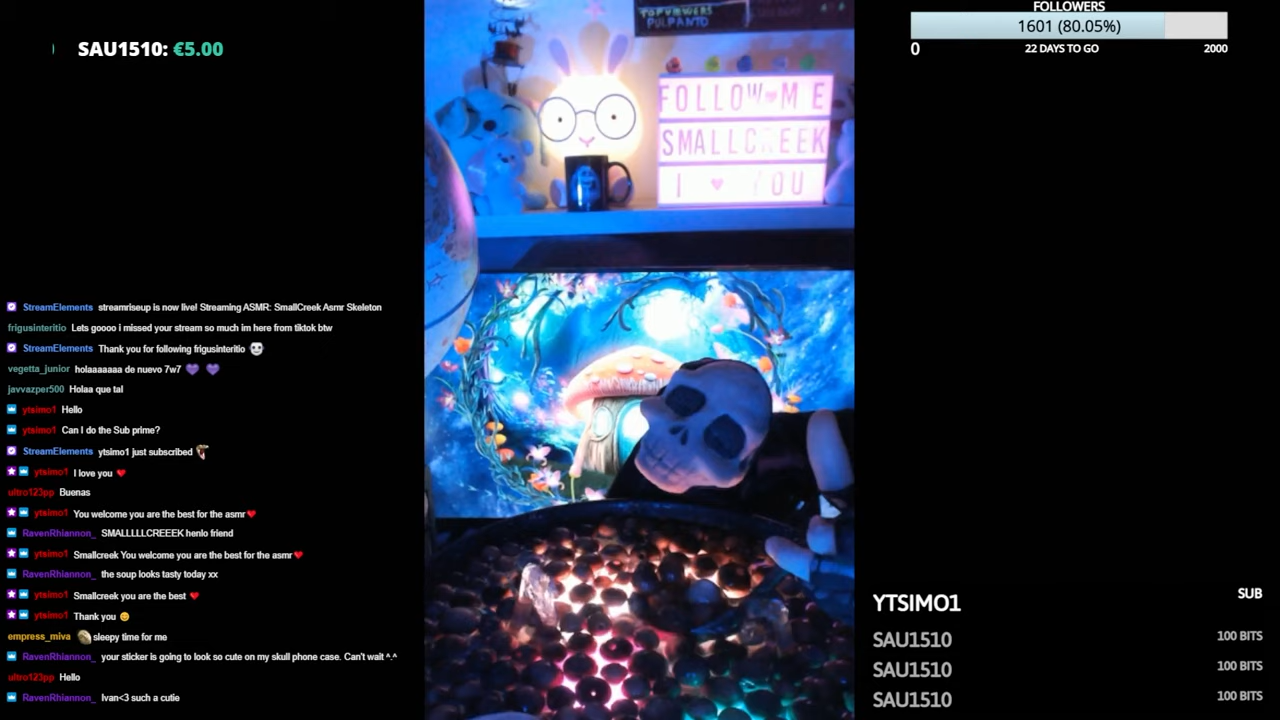 SAU1510: €5.00
FOLLOWERS
1601 (80.05%)
0 22 DAYS TO GO 2000
TOPVIEWERS
PULPANTO
FOLLOW ♥ ME
SMALLCREEK
I ♥ YOU
StreamElements streamriseup is now live! Streaming ASMR: SmallCreek Asmr Skeleton
frigusinteritio Lets goooo i missed your stream so much im here from tiktok btw
StreamElements Thank you for following frigusinteritio
vegetta_junior holaaaaaaa de nuevo 7w7 💜 💜
javvazper500 Holaa que tal
ytsimo1 Hello
ytsimo1 Can I do the Sub prime?
StreamElements ytsimo1 just subscribed
ytsimo1 I love you ❤
ultro123pp Buenas
ytsimo1 You welcome you are the best for the asmr❤
RavenRhiannon_ SMALLLLLCREEEK henlo friend
ytsimo1 Smallcreek You welcome you are the best for the asmr❤
RavenRhiannon_ the soup looks tasty today xx
ytsimo1 Smallcreek you are the best ❤
ytsimo1 Thank you 😊
empress_miva sleepy time for me
RavenRhiannon_ your sticker is going to look so cute on my skull phone case. Can't wait ^.^
ultro123pp Hello
RavenRhiannon_ Ivan<3 such a cutie
YTSIMO1 SUB
SAU1510 100 BITS
SAU1510 100 BITS
SAU1510 100 BITS